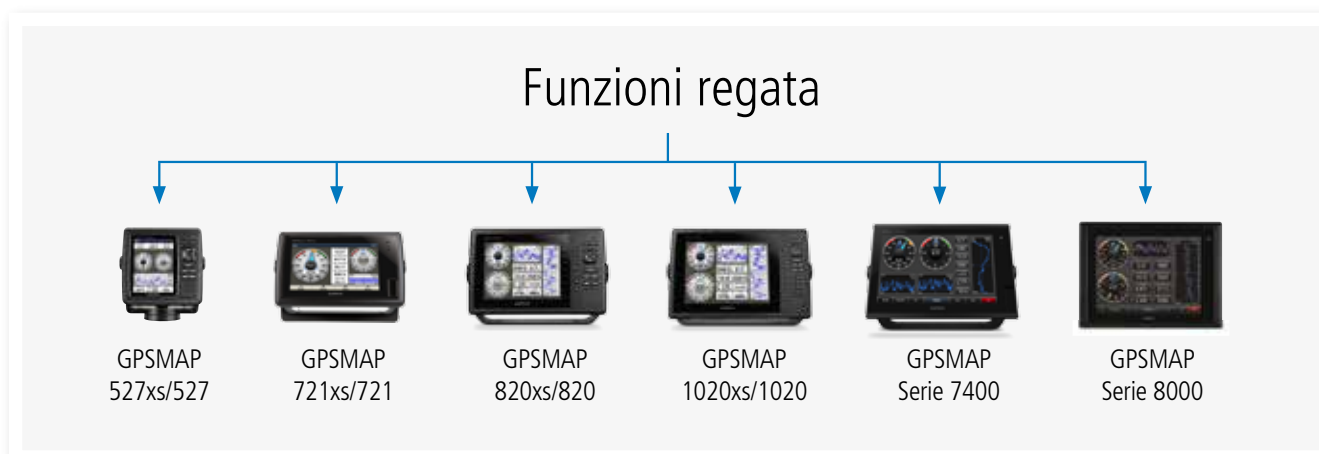 Funzioni regata
GPSMAP
527xs/527
GPSMAP
721xs/721
GPSMAP
820xs/820
GPSMAP
1020xs/1020
GPSMAP
Serie 7400
GPSMAP
Serie 8000